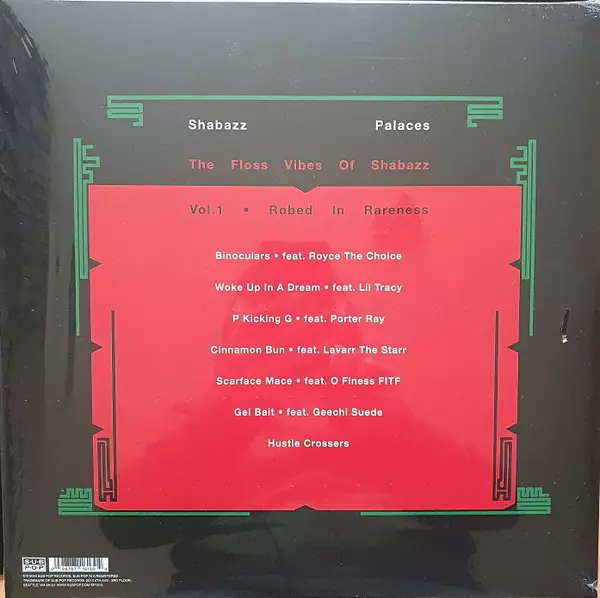 Shabazz Palaces
The Floss Vibes Of Shabazz
Vol.1 • Robed In Rareness
Binoculars • feat. Royce The Choice
Woke Up In A Dream • feat. Lil Tracy
P Kicking G • feat. Porter Ray
Cinnamon Bun • feat. Lavarr The Starr
Scarface Mace • feat. O Finess FITF
Gel Bait • feat. Geechi Suede
Hustle Crossers
SUB
POP